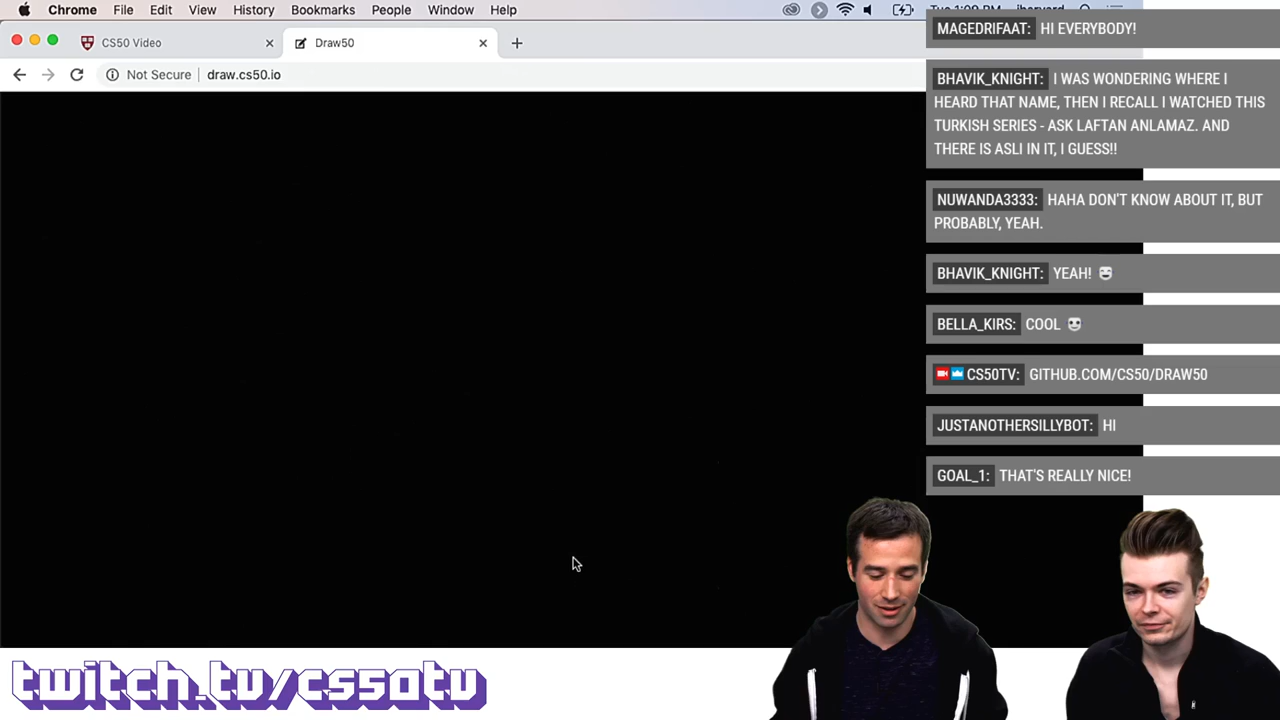 Chrome File Edit View History Bookmarks People Window Help
CS50 Video Draw50
Not Secure draw.cs50.io
MAGEDRIFAAT: HI EVERYBODY!
BHAVIK_KNIGHT: I WAS WONDERING WHERE I
HEARD THAT NAME, THEN I RECALL I WATCHED THIS
TURKISH SERIES - ASK LAFTAN ANLAMAZ. AND
THERE IS ASLI IN IT, I GUESS!!
NUWANDA3333: HAHA DON'T KNOW ABOUT IT, BUT
PROBABLY, YEAH.
BHAVIK_KNIGHT: YEAH!
BELLA_KIRS: COOL
CS50TV: GITHUB.COM/CS50/DRAW50
JUSTANOTHERSILLYBOT: HI
GOAL_1: THAT'S REALLY NICE!
twitch.tv/cs50tv